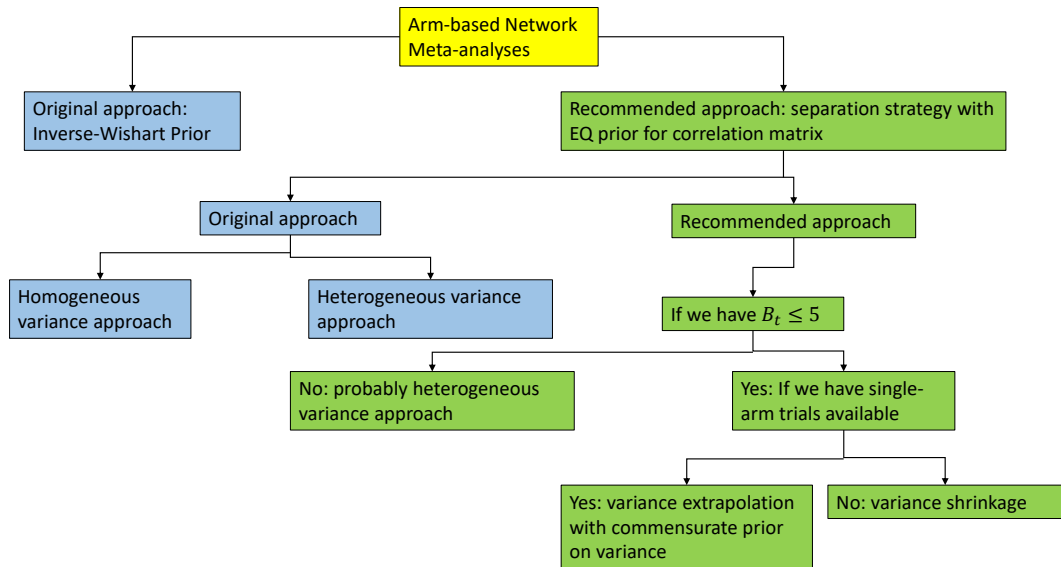 Arm-based Network
Meta-analyses
Original approach:
Inverse-Wishart Prior
Recommended approach: separation strategy with
EQ prior for correlation matrix
Original approach
Recommended approach
Homogeneous
variance approach
Heterogeneous variance
approach
If we have B_t ≤ 5
No: probably heterogeneous
variance approach
Yes: If we have single-
arm trials available
Yes: variance extrapolation
with commensurate prior
on variance
No: variance shrinkage